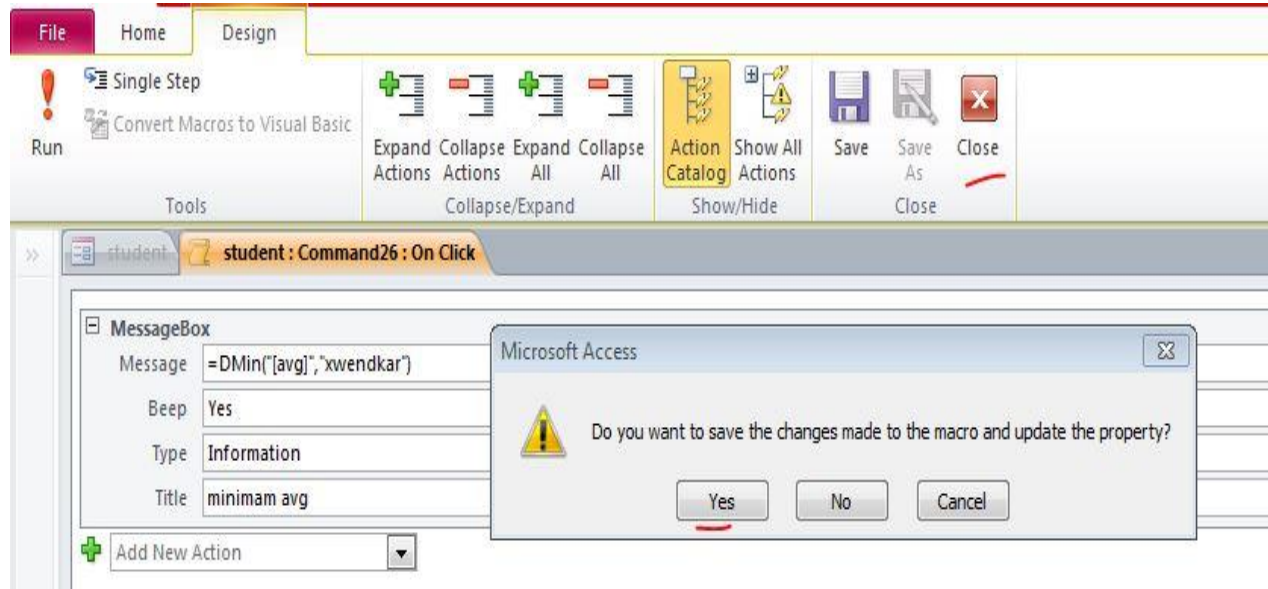 File Home Design
Single Step
Convert Macros to Visual Basic
Run
Expand Actions
Collapse Actions
Expand All
Collapse All
Action Catalog
Show All Actions
Save
Save As
Close
Tools Collapse/Expand Show/Hide Close
student student : Command26 : On Click
MessageBox
Message =DMin("[avg]","xwendkar")
Beep Yes
Type Information
Title minimam avg
Add New Action
Microsoft Access
Do you want to save the changes made to the macro and update the property?
Yes No Cancel